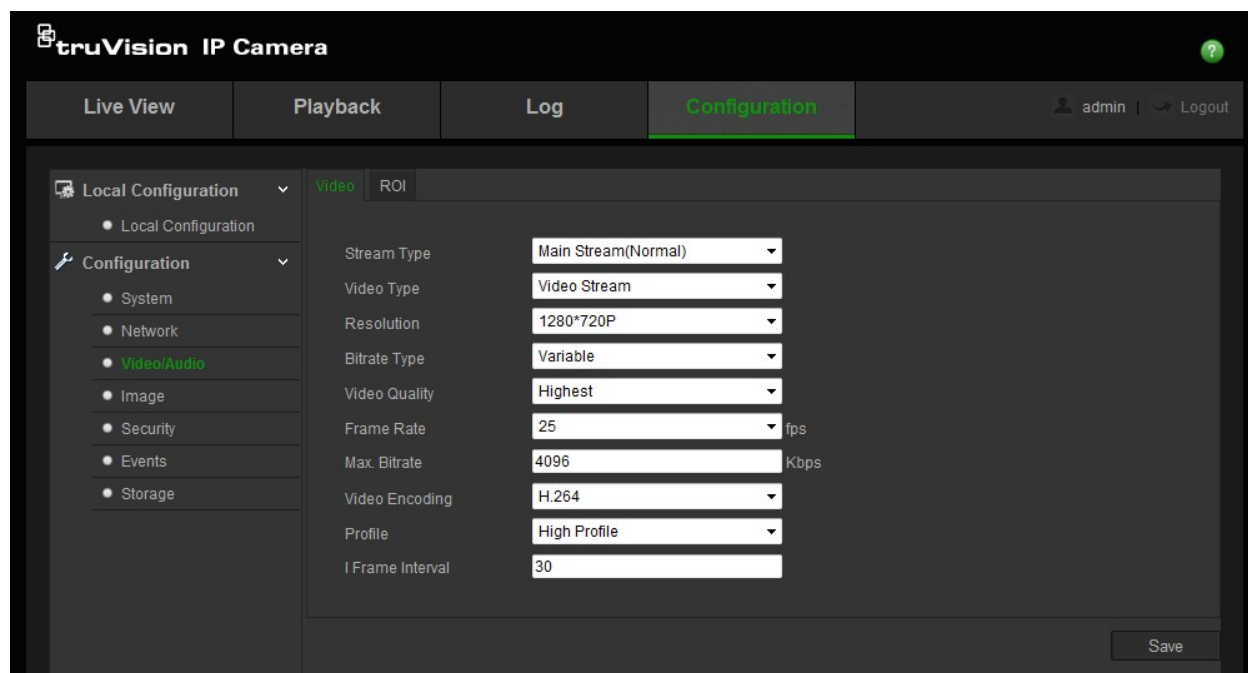 truVision IP Camera
?
Live View Playback Log Configuration admin | Logout
Local Configuration
Local Configuration
Configuration
System
Network
Video/Audio
Image
Security
Events
Storage
Video ROI
Stream Type Main Stream(Normal)
Video Type Video Stream
Resolution 1280*720P
Bitrate Type Variable
Video Quality Highest
Frame Rate 25 fps
Max. Bitrate 4096 Kbps
Video Encoding H.264
Profile High Profile
I Frame Interval 30
Save